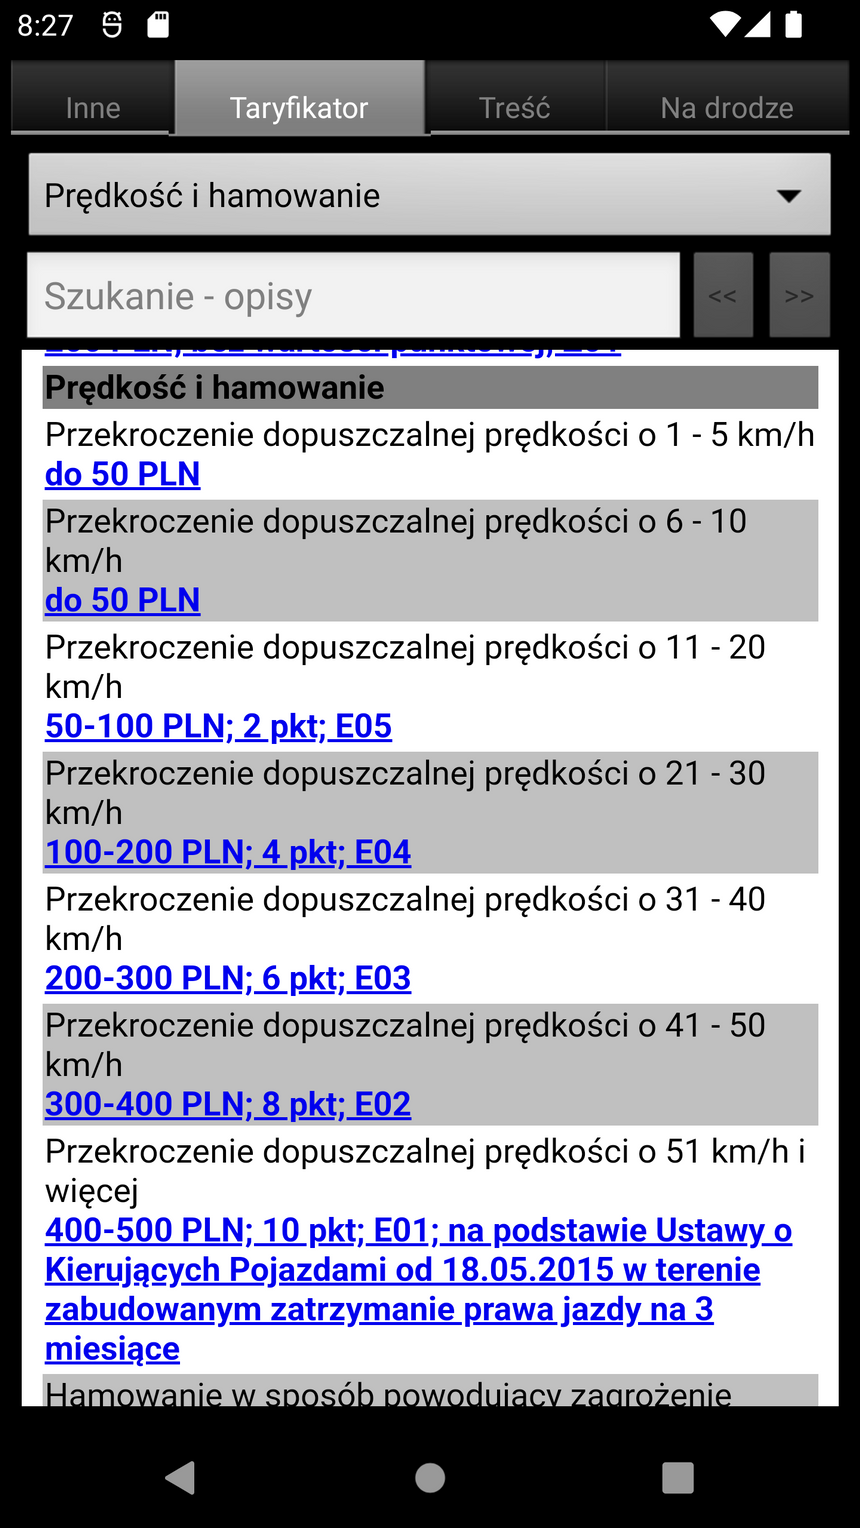 8:27
Inne
Taryfikator
Treść
Na drodze
Prędkość i hamowanie
Szukanie - opisy
<<
>>
Prędkość i hamowanie
Przekroczenie dopuszczalnej prędkości o 1 - 5 km/h
do 50 PLN
Przekroczenie dopuszczalnej prędkości o 6 - 10
km/h
do 50 PLN
Przekroczenie dopuszczalnej prędkości o 11 - 20
km/h
50-100 PLN; 2 pkt; E05
Przekroczenie dopuszczalnej prędkości o 21 - 30
km/h
100-200 PLN; 4 pkt; E04
Przekroczenie dopuszczalnej prędkości o 31 - 40
km/h
200-300 PLN; 6 pkt; E03
Przekroczenie dopuszczalnej prędkości o 41 - 50
km/h
300-400 PLN; 8 pkt; E02
Przekroczenie dopuszczalnej prędkości o 51 km/h i
więcej
400-500 PLN; 10 pkt; E01; na podstawie Ustawy o
Kierujących Pojazdami od 18.05.2015 w terenie
zabudowanym zatrzymanie prawa jazdy na 3
miesiące
Hamowanie w sposób powodujący zagrożenie